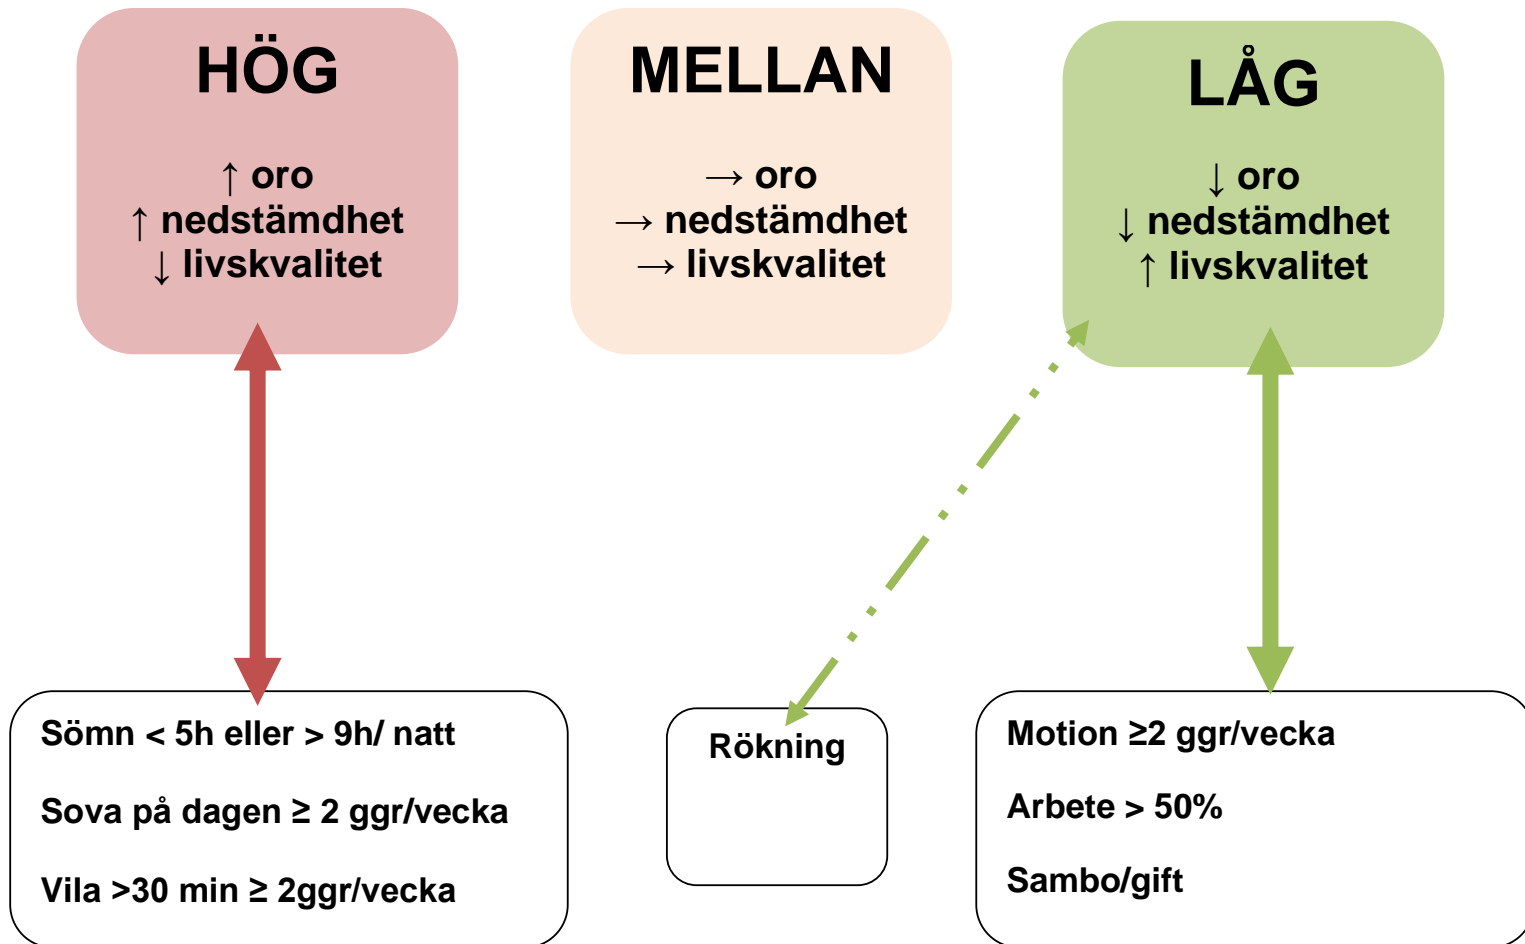 HÖG
↑ oro
↑ nedstämdhet
↓ livskvalitet
MELLAN
→ oro
→ nedstämdhet
→ livskvalitet
LÅG
↓ oro
↓ nedstämdhet
↑ livskvalitet
Sömn < 5h eller > 9h/ natt
Sova på dagen ≥ 2 ggr/vecka
Vila >30 min ≥ 2ggr/vecka
Rökning
Motion ≥2 ggr/vecka
Arbete > 50%
Sambo/gift